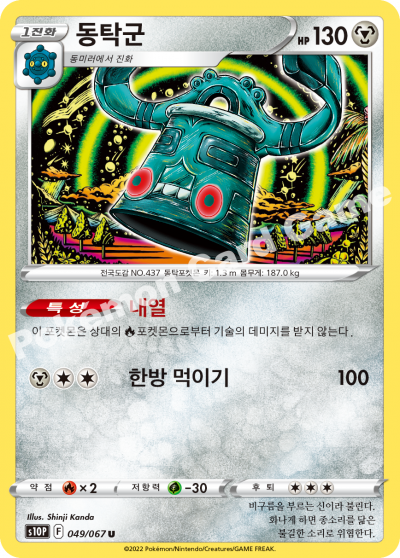 1진화
동탁군
HP 130
동미러에서 진화
전국도감 NO.437 동탁포켓몬 키: 1.3 m 몸무게: 187.0 kg
특성 내열
이 포켓몬은 상대의 포켓몬으로부터 기술의 데미지를 받지 않는다.
한방 먹이기 100
약점 ×2 저항력 -30 후퇴
Illus. Shinji Kanda
s10P F 049/067 U
비구름을 부르는 신이라 불린다.
화나게 하면 종소리를 닮은
불길한 소리로 위협한다.
©2022 Pokémon/Nintendo/Creatures/GAME FREAK.
Pokémon Card Game